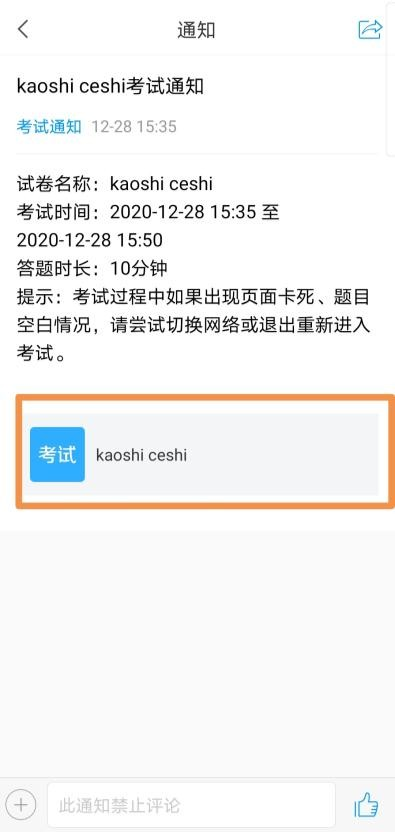 通知
kaoshi ceshi考试通知
考试通知 12-28 15:35
试卷名称：kaoshi ceshi
考试时间：2020-12-28 15:35 至
2020-12-28 15:50
答题时长：10分钟
提示：考试过程中如果出现页面卡死、题目
空白情况，请尝试切换网络或退出重新进入
考试。
考试 kaoshi ceshi
此通知禁止评论